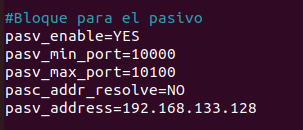 #Bloque para el pasivo
pasv_enable=YES
pasv_min_port=10000
pasv_max_port=10100
pasc_addr_resolve=NO
pasv_address=192.168.133.128